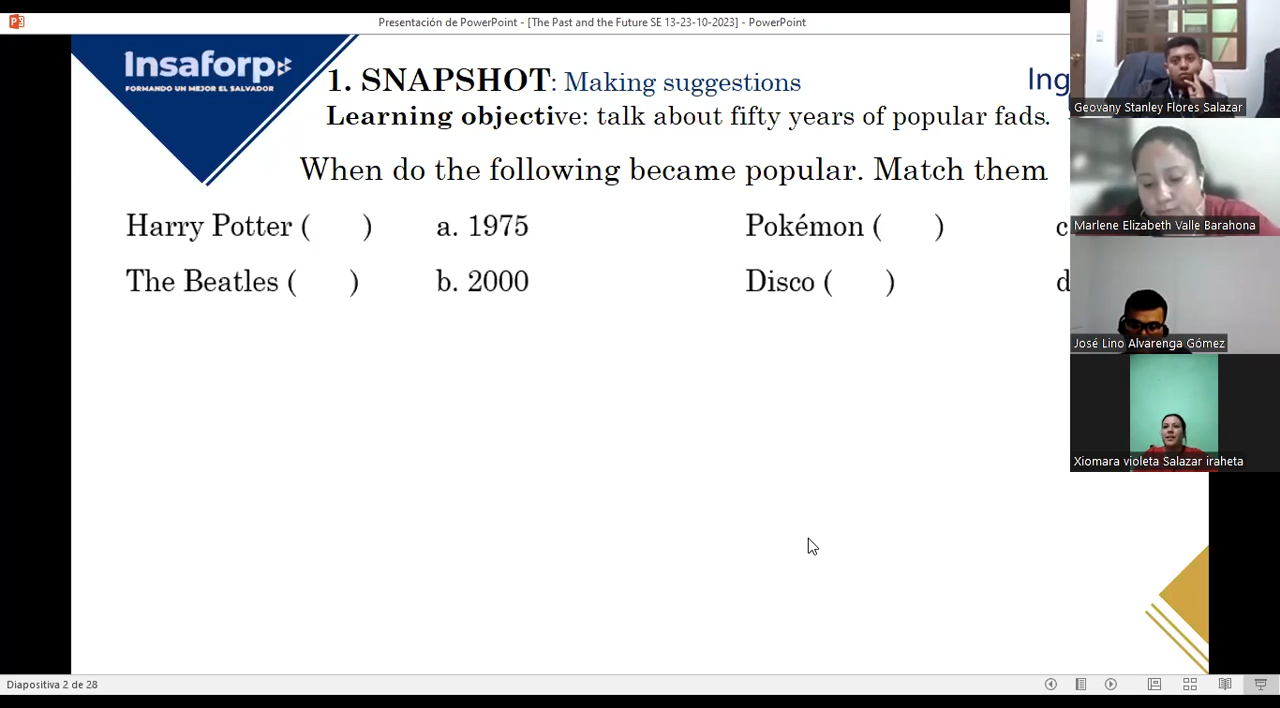 Presentación de PowerPoint - [The Past and the Future SE 13-23-10-2023] - PowerPoint
Insaforp
FORMANDO UN MEJOR EL SALVADOR
1. SNAPSHOT: Making suggestions
Ing
Learning objective: talk about fifty years of popular fads.
When do the following became popular. Match them
Harry Potter ( ) a. 1975 Pokémon ( ) c
The Beatles ( ) b. 2000 Disco ( ) d
Geovany Stanley Flores Salazar
Marlene Elizabeth Valle Barahona
José Lino Alvarenga Gómez
Xiomara violeta Salazar iraheta
Diapositiva 2 de 28